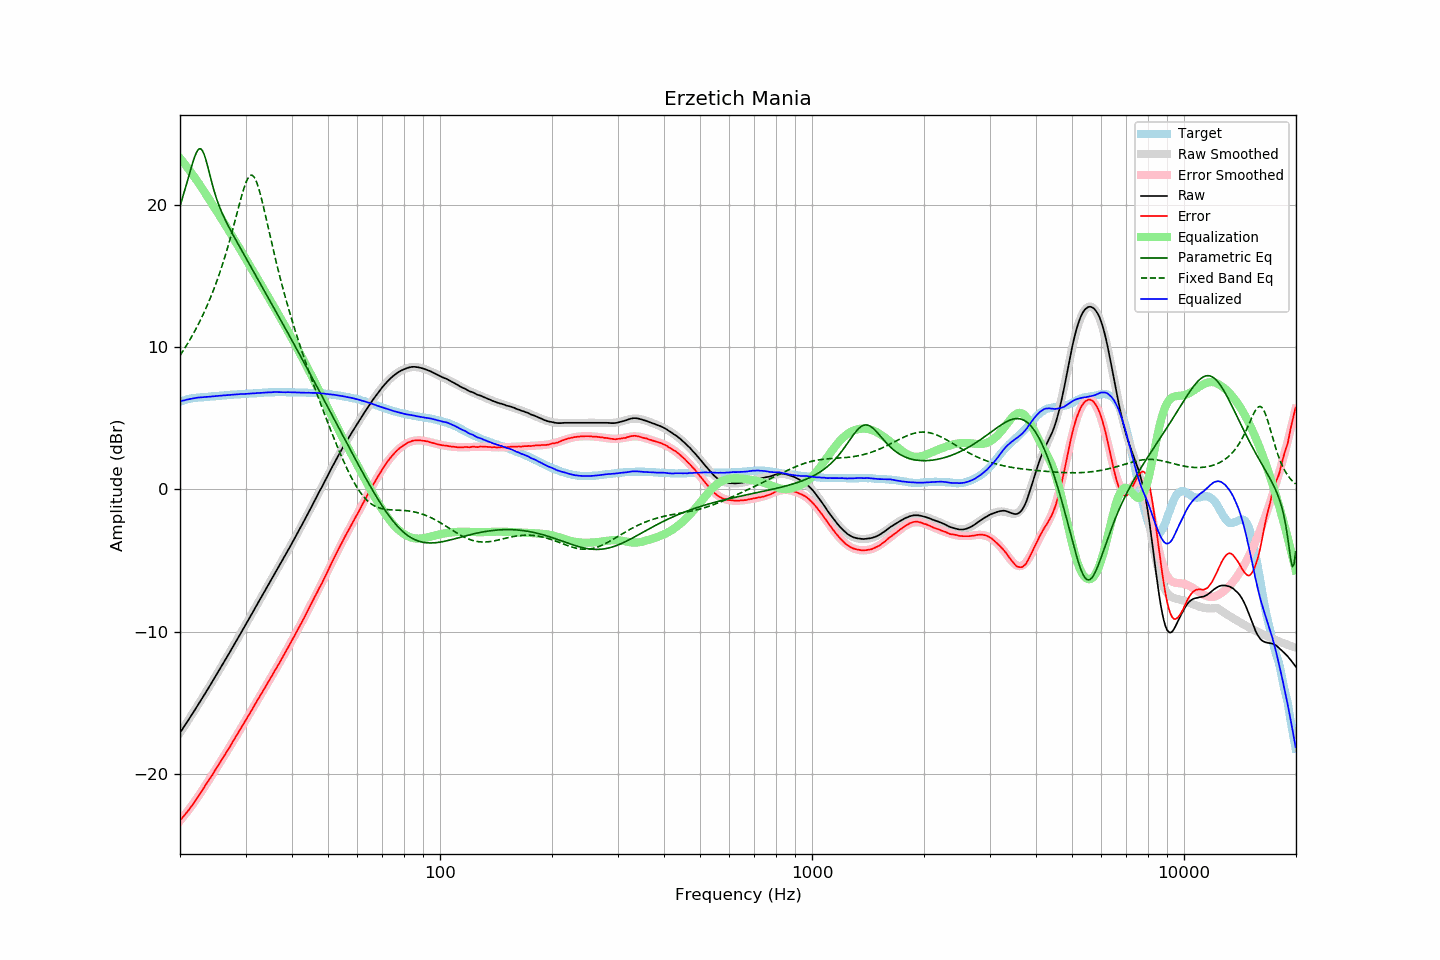 Erzetich Mania
Target
Raw Smoothed
Error Smoothed
Raw
Error
Equalization
Parametric Eq
Fixed Band Eq
Equalized
Amplitude (dBr)
20
10
0
−10
−20
100
1000
10000
Frequency (Hz)